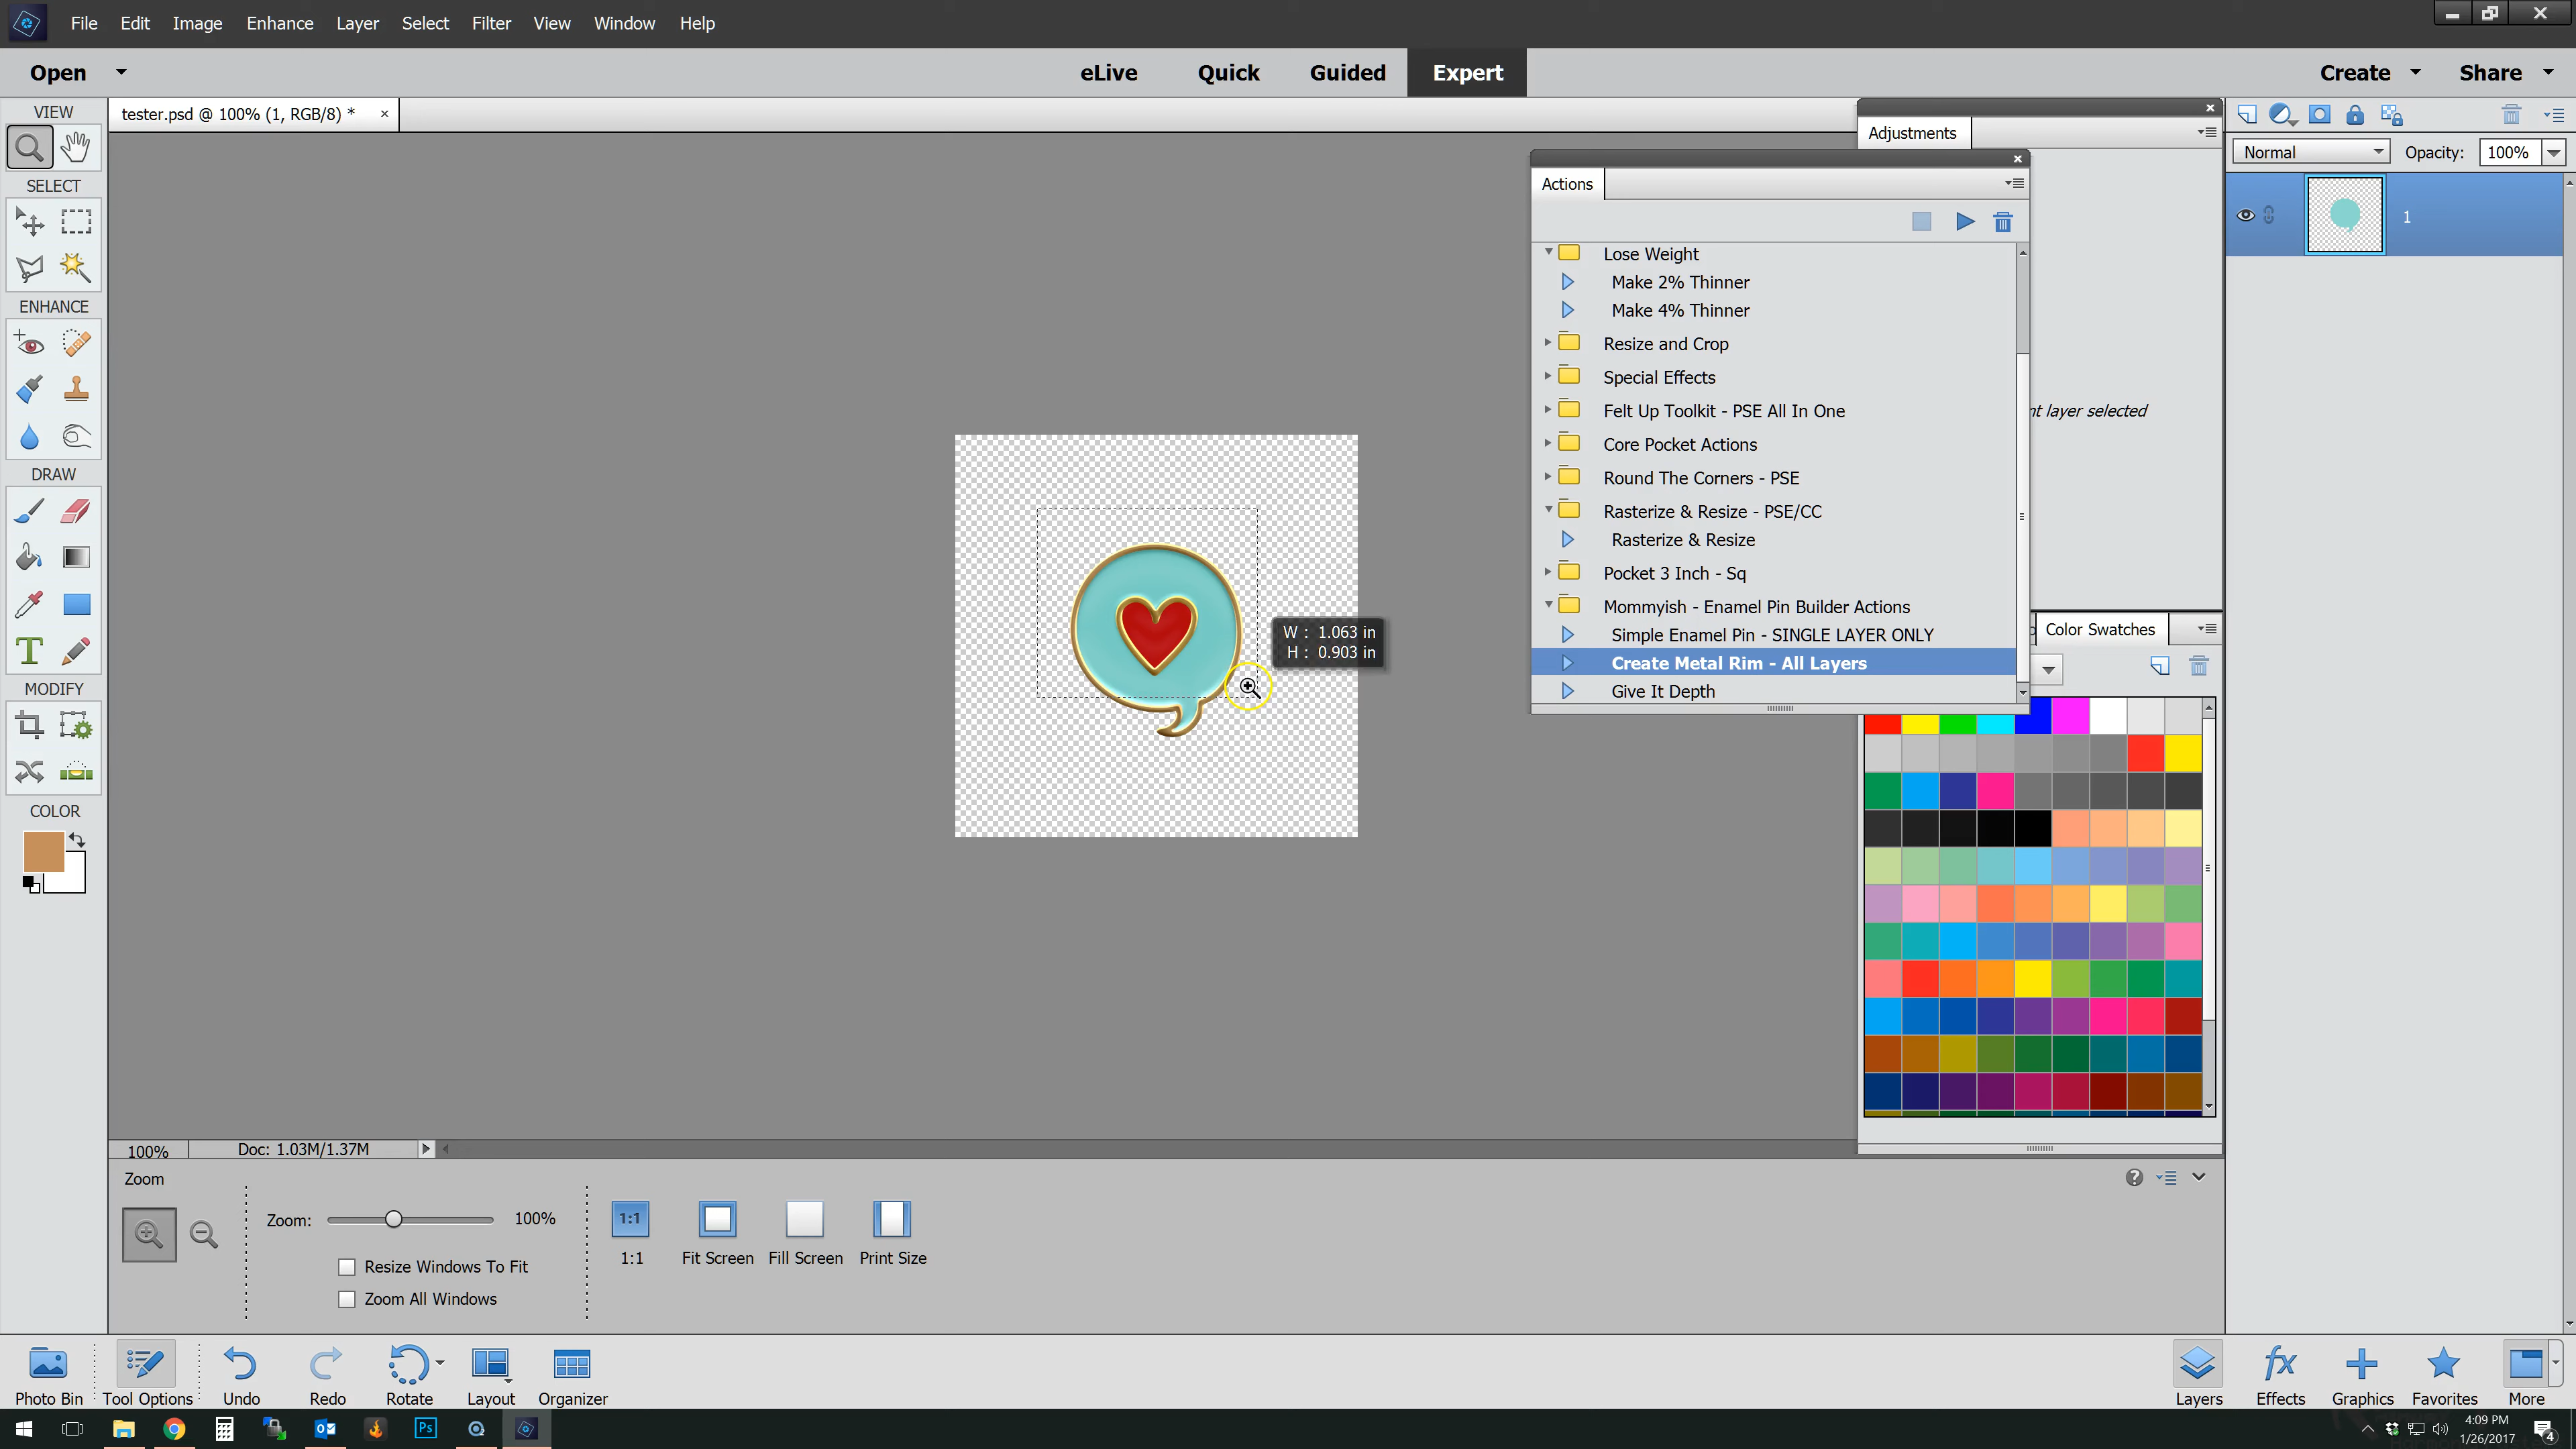 File Edit Image Enhance Layer Select Filter View Window Help
Open eLive Quick Guided Expert Create Share
VIEW
tester.psd @ 100% (1, RGB/8) * ×
Adjustments
Normal Opacity: 100%
Actions
1
SELECT
Lose Weight
Make 2% Thinner
Make 4% Thinner
ENHANCE
Resize and Crop
Special Effects
Felt Up Toolkit - PSE All In One
nt layer selected
Core Pocket Actions
DRAW
Round The Corners - PSE
Rasterize & Resize - PSE/CC
Rasterize & Resize
Pocket 3 Inch - Sq
Mommyish - Enamel Pin Builder Actions
Simple Enamel Pin - SINGLE LAYER ONLY
Color Swatches
W : 1.063 in
H : 0.903 in
Create Metal Rim - All Layers
Give It Depth
T
MODIFY
COLOR
100% Doc: 1.03M/1.37M
Zoom
Zoom: 100%
1:1
1:1 Fit Screen Fill Screen Print Size
Resize Windows To Fit
Zoom All Windows
Photo Bin Tool Options Undo Redo Rotate Layout Organizer
fx
Layers Effects Graphics Favorites More
Ps
4:09 PM
1/26/2017
4